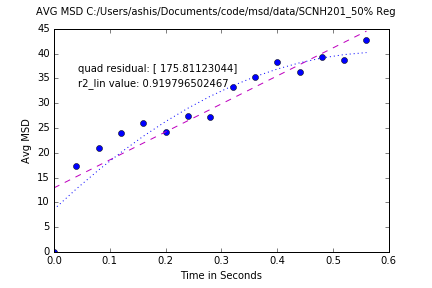 AVG MSD C:/Users/ashis/Documents/code/msd/data/SCNH201_50% Reg
quad residual: [ 175.81123044]
r2_lin value: 0.919796502467
Avg MSD
45
40
35
30
25
20
15
10
5
0
0.0 0.1 0.2 0.3 0.4 0.5 0.6
Time in Seconds